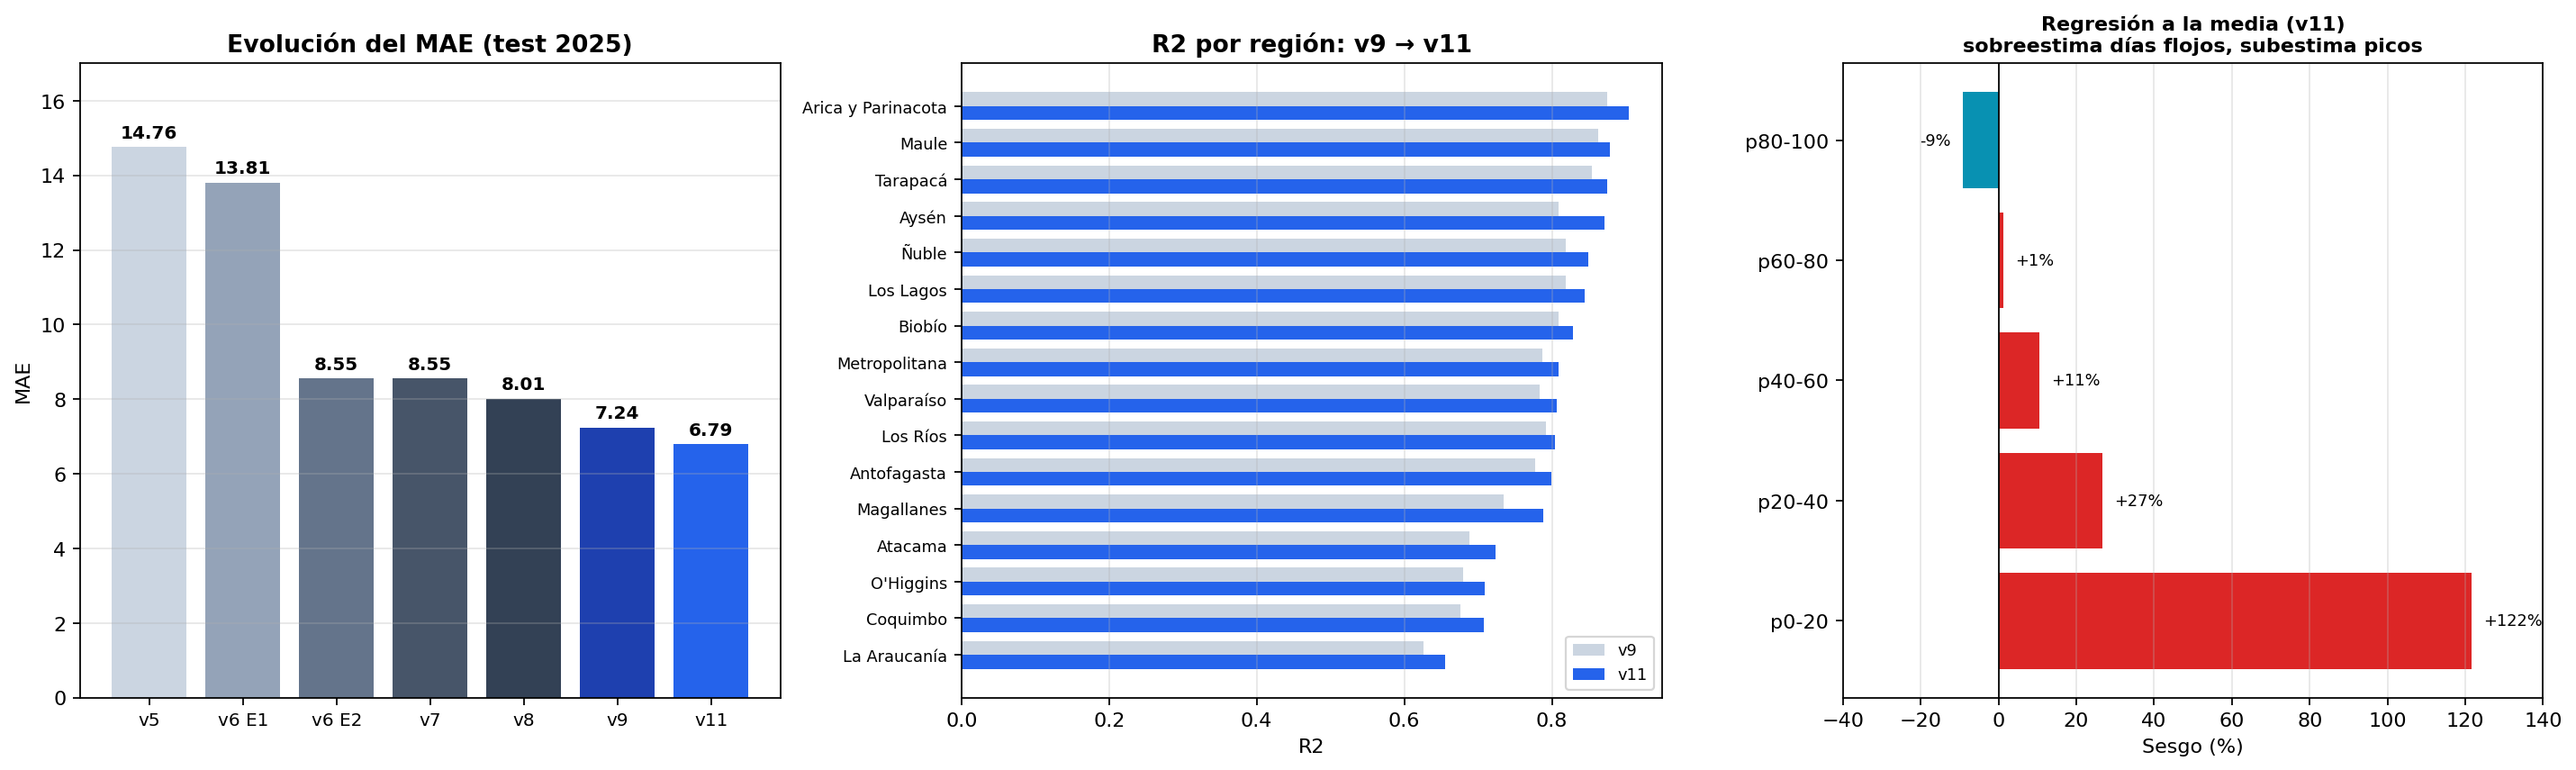 Evolución del MAE (test 2025)
MAE
16
14
12
10
8
6
4
2
0
14.76
13.81
8.55
8.55
8.01
7.24
6.79
v5
v6 E1
v6 E2
v7
v8
v9
v11
R2 por región: v9 → v11
Arica y Parinacota
Maule
Tarapacá
Aysén
Ñuble
Los Lagos
Biobío
Metropolitana
Valparaíso
Los Ríos
Antofagasta
Magallanes
Atacama
O'Higgins
Coquimbo
La Araucanía
v9
v11
0.0
0.2
0.4
0.6
0.8
R2
Regresión a la media (v11)
sobreestima días flojos, subestima picos
p80-100
-9%
p60-80
+1%
p40-60
+11%
p20-40
+27%
p0-20
+122%
−40
−20
0
20
40
60
80
100
120
140
Sesgo (%)